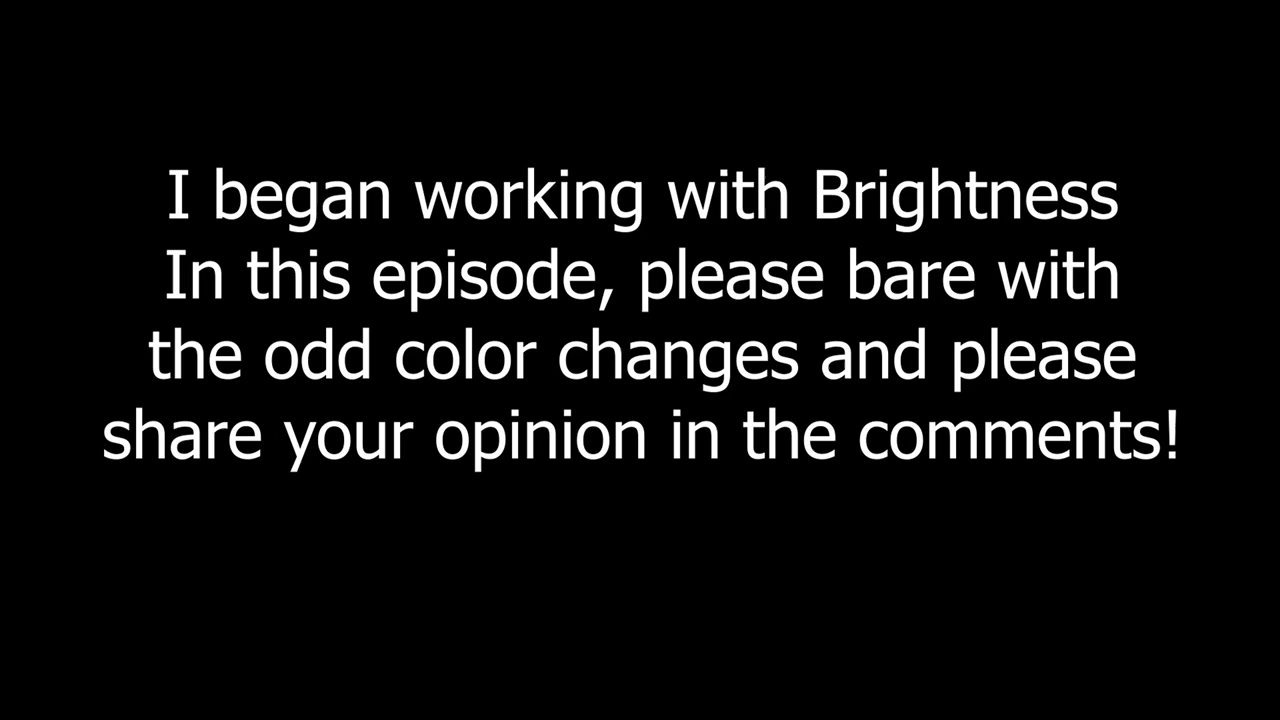 I began working with Brightness
In this episode, please bare with
the odd color changes and please
share your opinion in the comments!